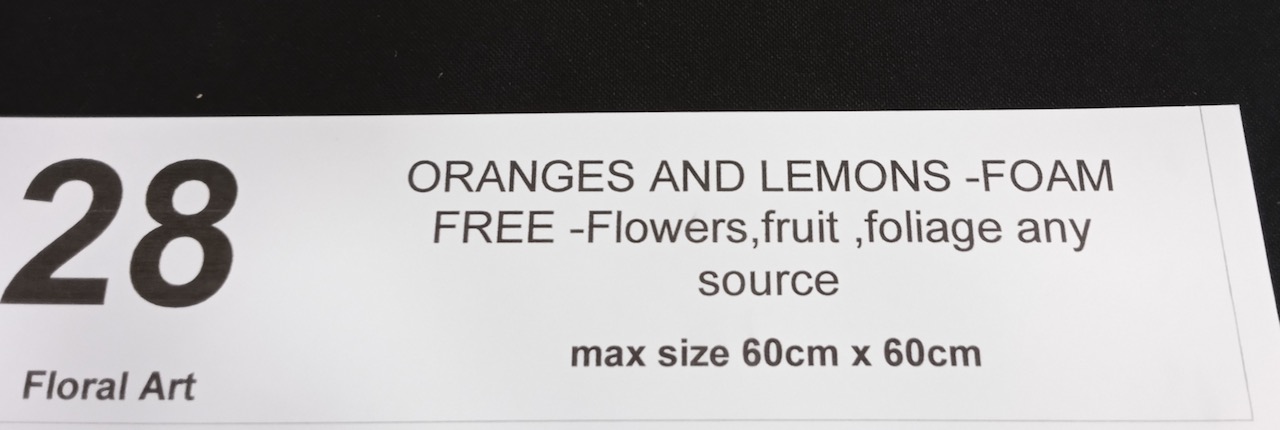 28
ORANGES AND LEMONS -FOAM
FREE -Flowers,fruit ,foliage any
source
max size 60cm x 60cm
Floral Art